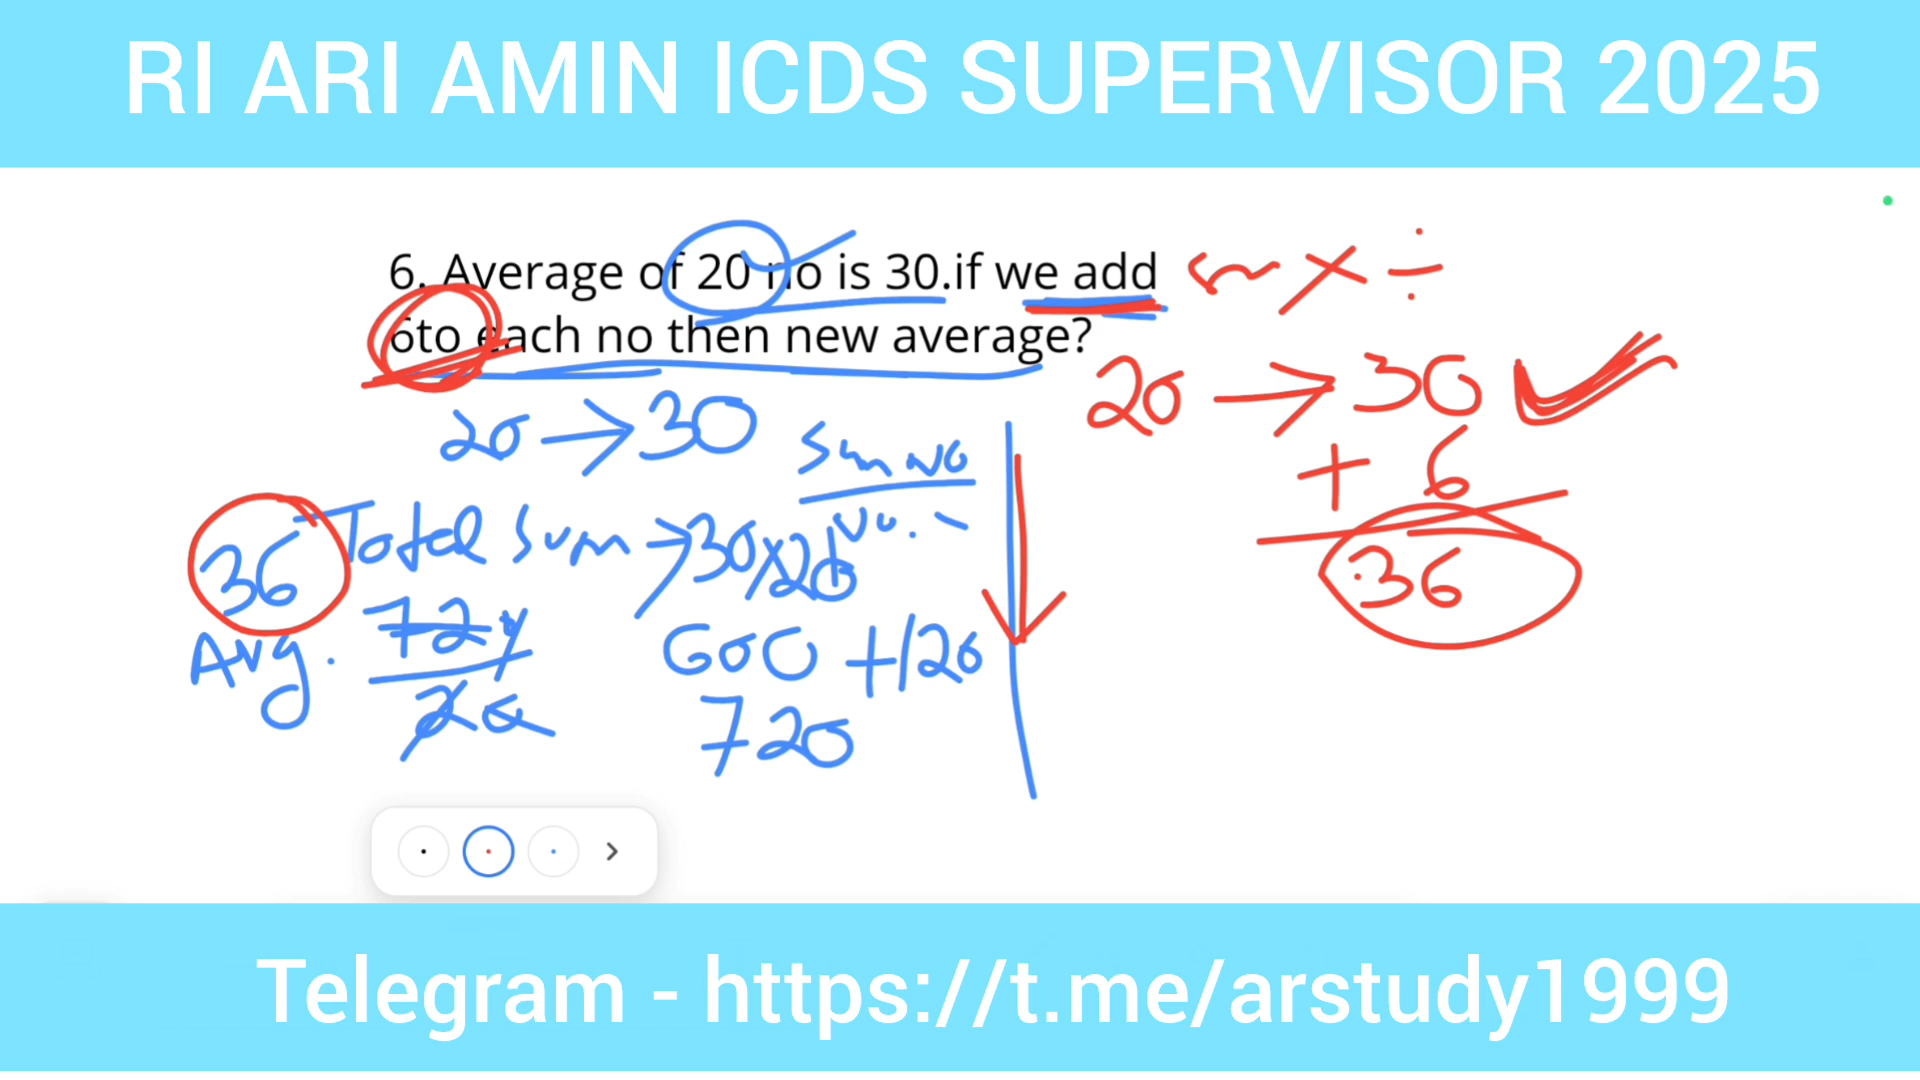 RI ARI AMIN ICDS SUPERVISOR 2025
6. Average of 20 no is 30.if we add
6to each no then new average?
- × ÷
20 → 30
Sum No
No.
Total Sum → 30×20
36
Avg. 720
20
600 +120
720
20 → 30
+ 6
36
Telegram - https://t.me/arstudy1999